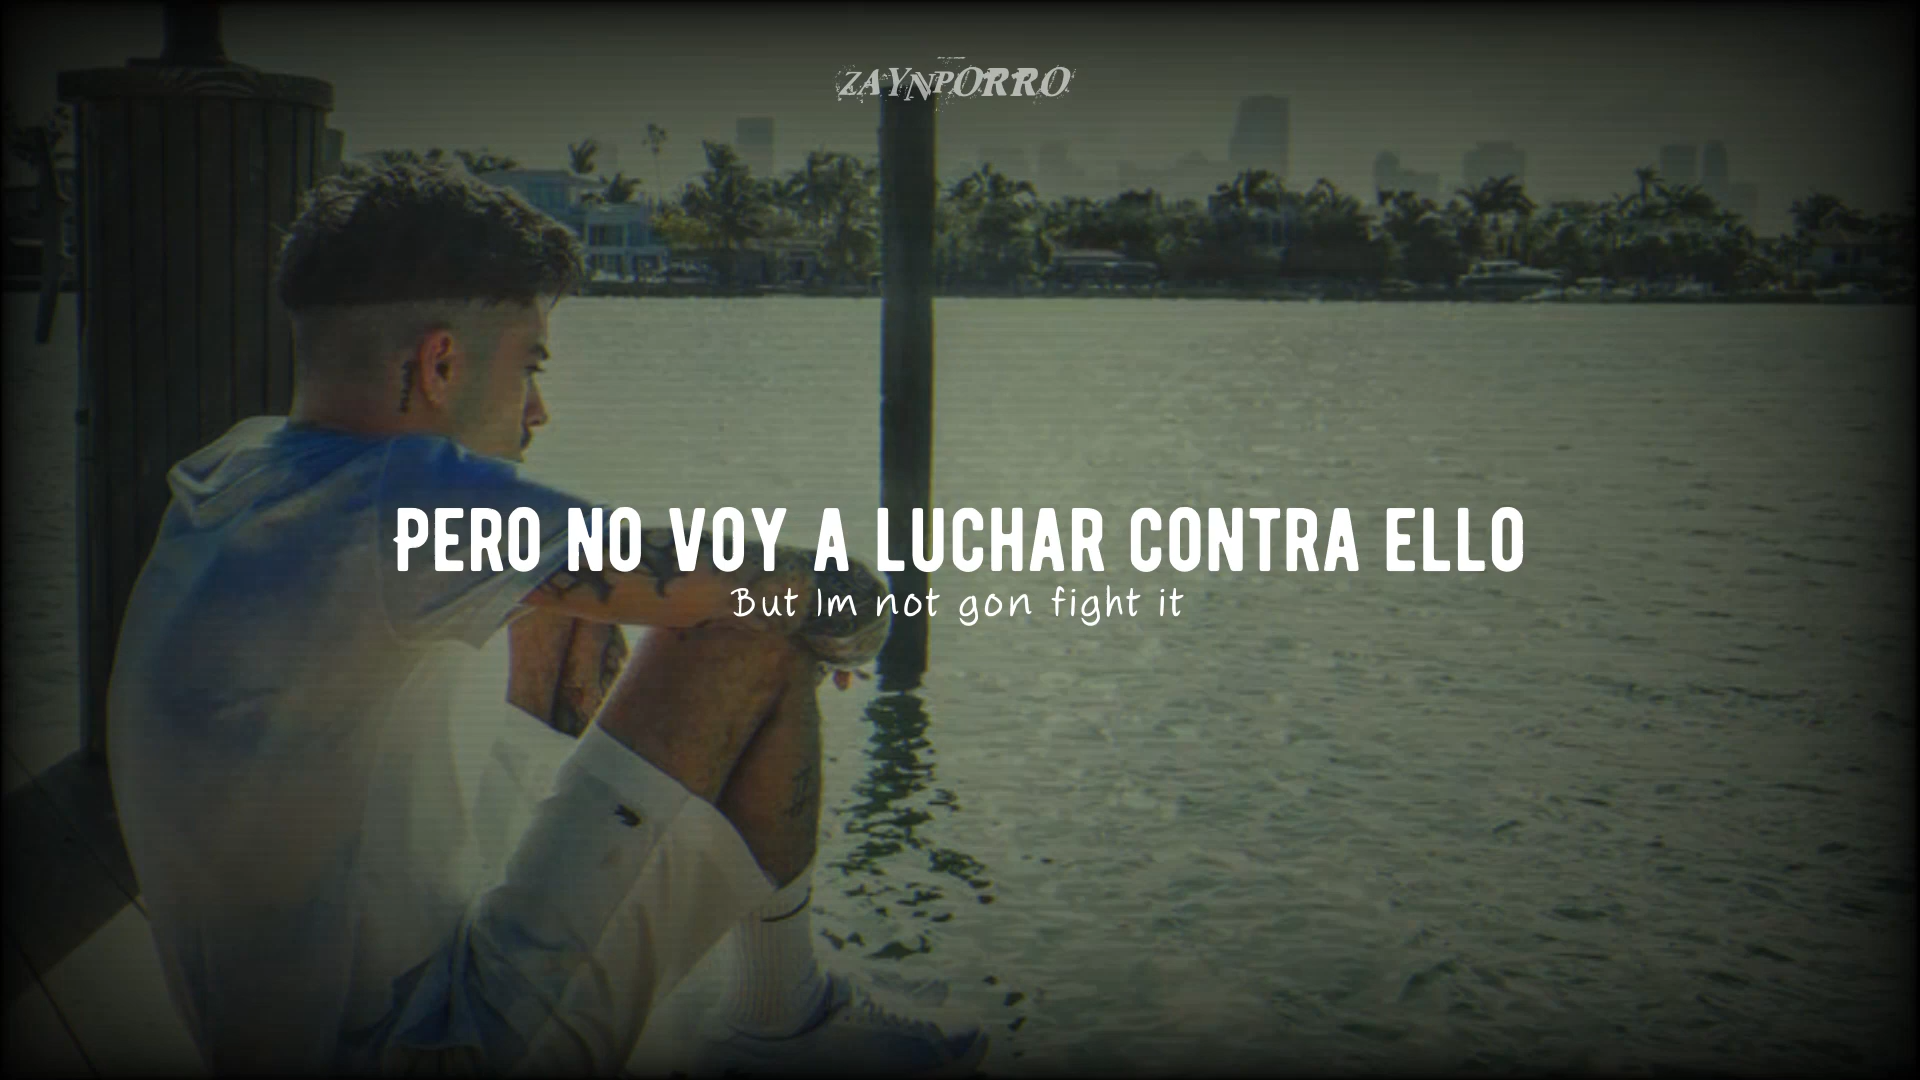 ZAYNPORRO
PERO NO VOY A LUCHAR CONTRA ELLO
But Im not gon fight it